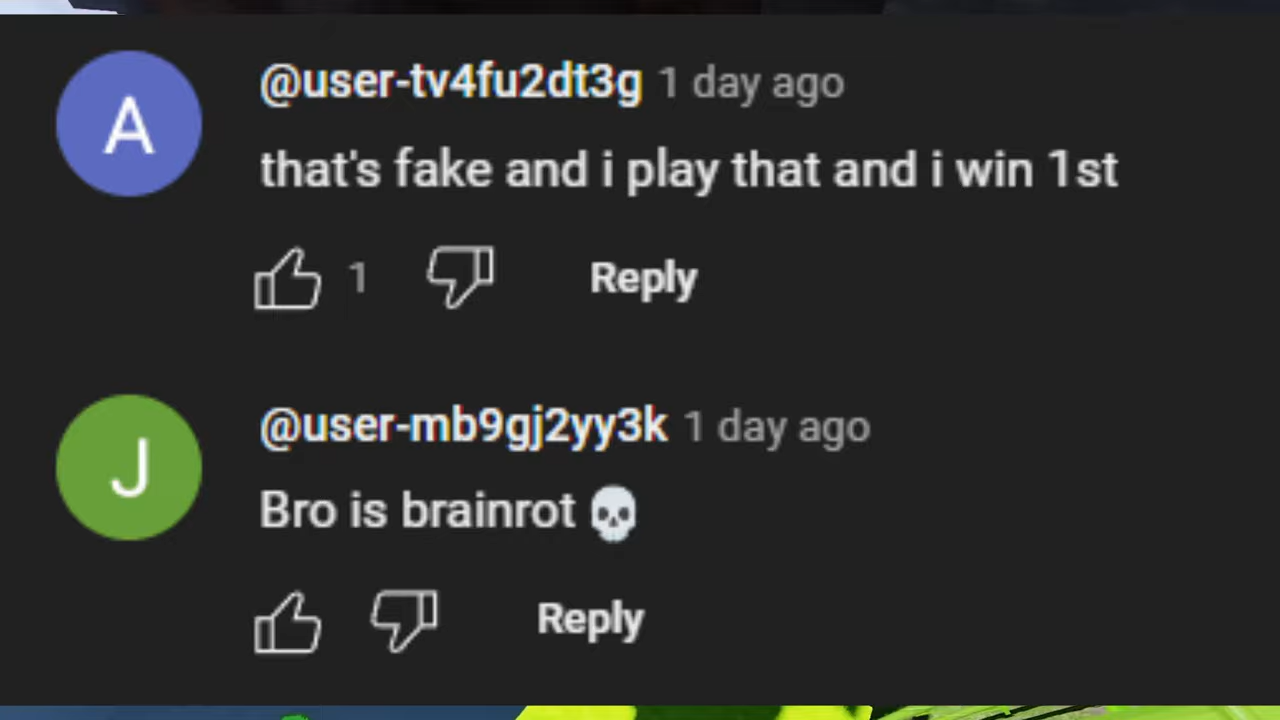 A
@user-tv4fu2dt3g 1 day ago
that's fake and i play that and i win 1st
1 Reply
J
@user-mb9gj2yy3k 1 day ago
Bro is brainrot 💀
Reply